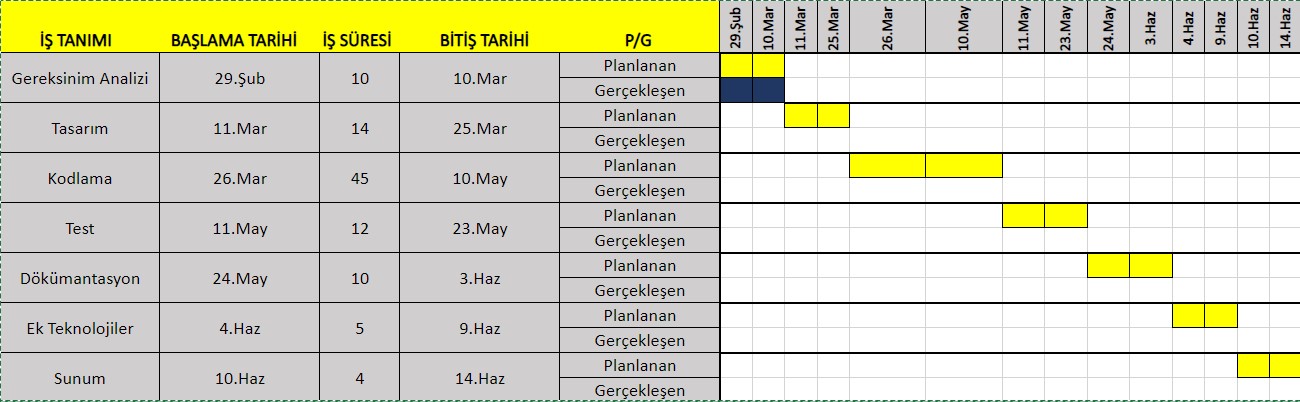 İŞ TANIMI BAŞLAMA TARİHİ İŞ SÜRESİ BİTİŞ TARİHİ P/G 29.Şub 10.Mar 11.Mar 25.Mar 26.Mar 10.May 11.May 23.May 24.May 3.Haz 4.Haz 9.Haz 10.Haz 14.Haz
Gereksinim Analizi 29.Şub 10 10.Mar Planlanan
Gerçekleşen
Tasarım 11.Mar 14 25.Mar Planlanan
Gerçekleşen
Kodlama 26.Mar 45 10.May Planlanan
Gerçekleşen
Test 11.May 12 23.May Planlanan
Gerçekleşen
Dökümantasyon 24.May 10 3.Haz Planlanan
Gerçekleşen
Ek Teknolojiler 4.Haz 5 9.Haz Planlanan
Gerçekleşen
Sunum 10.Haz 4 14.Haz Planlanan
Gerçekleşen